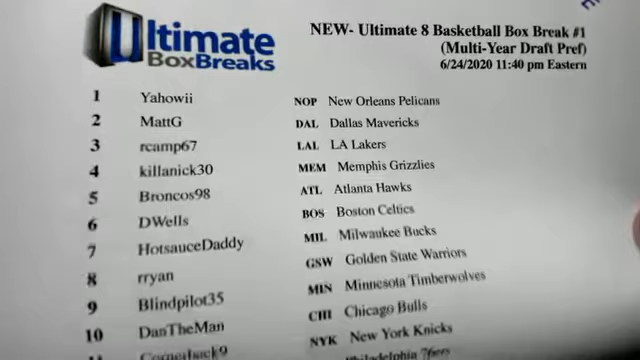 Ultimate
BoxBreaks
NEW- Ultimate 8 Basketball Box Break #1
(Multi-Year Draft Pref)
6/24/2020 11:40 pm Eastern
1 Yahowii NOP New Orleans Pelicans
2 MattG DAL Dallas Mavericks
3 rcamp67 LAL LA Lakers
4 killanick30 MEM Memphis Grizzlies
5 Broncos98 ATL Atlanta Hawks
6 DWells BOS Boston Celtics
7 HotsauceDaddy MIL Milwaukee Bucks
8 rryan GSW Golden State Warriors
9 Blindpilot35 MIN Minnesota Timberwolves
10 DanTheMan CHI Chicago Bulls
11 Cornerback9 NYK New York Knicks
Philadelphia 76ers